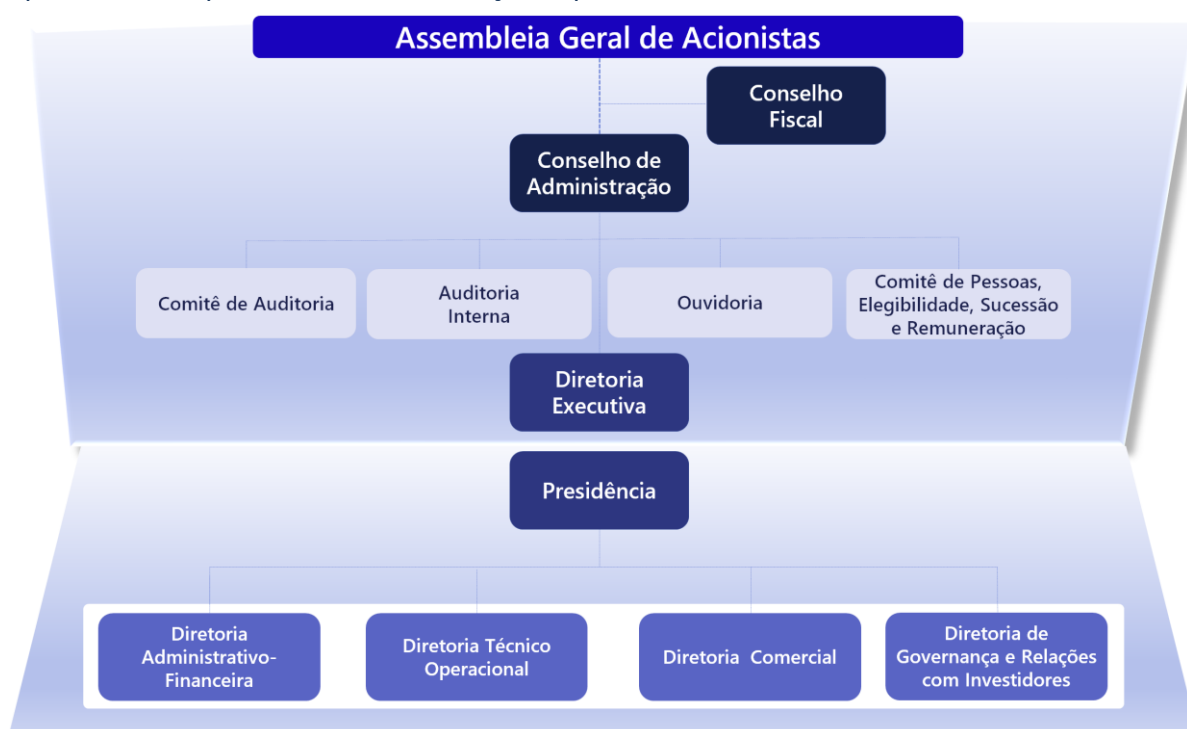 Assembleia Geral de Acionistas
Conselho
Fiscal
Conselho de
Administração
Comitê de Auditoria
Auditoria
Interna
Ouvidoria
Comitê de Pessoas,
Elegibilidade, Sucessão
e Remuneração
Diretoria
Executiva
Presidência
Diretoria
Administrativo-
Financeira
Diretoria Técnico
Operacional
Diretoria Comercial
Diretoria de
Governança e Relações
com Investidores